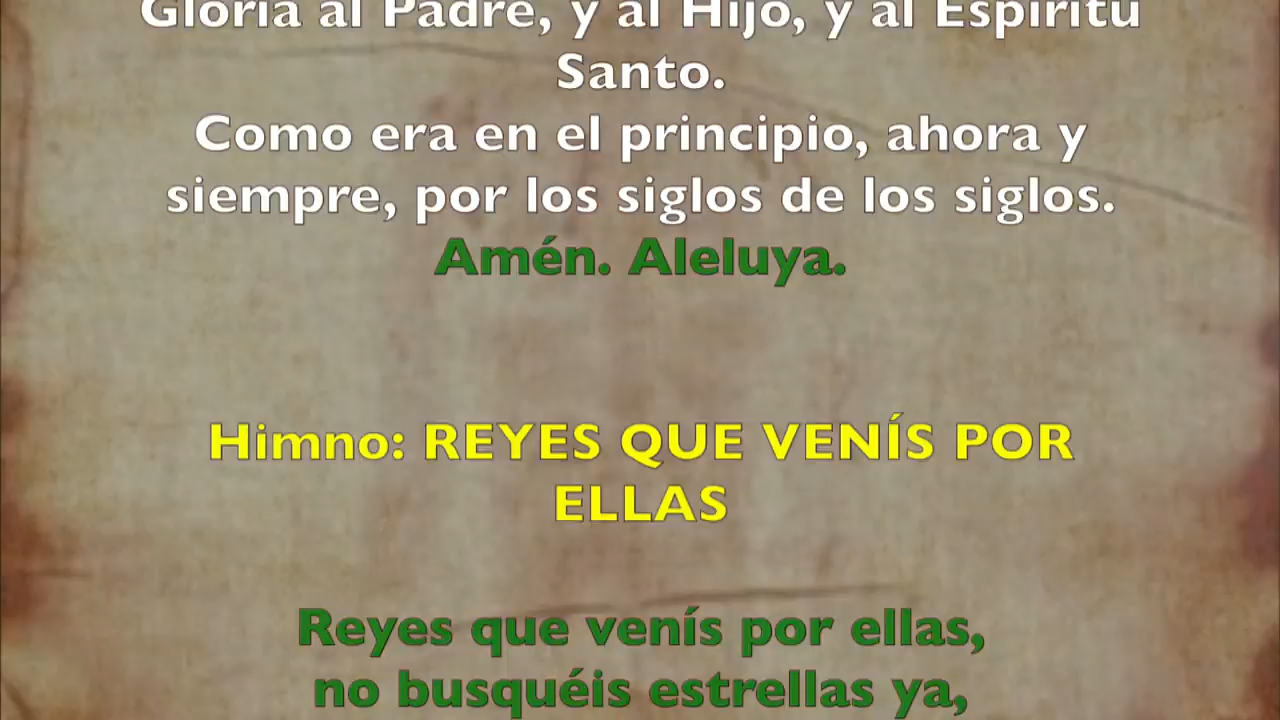 Gloria al Padre, y al Hijo, y al Espíritu
Santo.
Como era en el principio, ahora y
siempre, por los siglos de los siglos.
Amén. Aleluya.
Himno: REYES QUE VENÍS POR
ELLAS
Reyes que venís por ellas,
no busquéis estrellas ya,